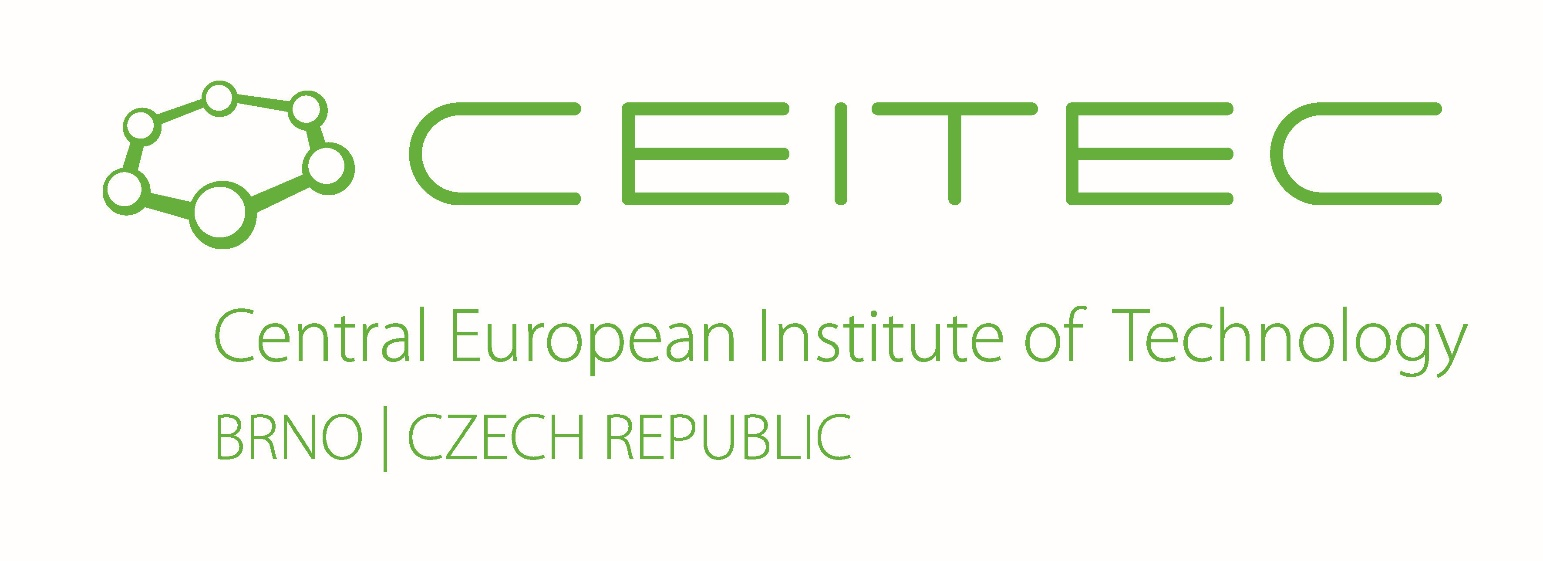 CEITEC
Central European Institute of Technology
BRNO | CZECH REPUBLIC